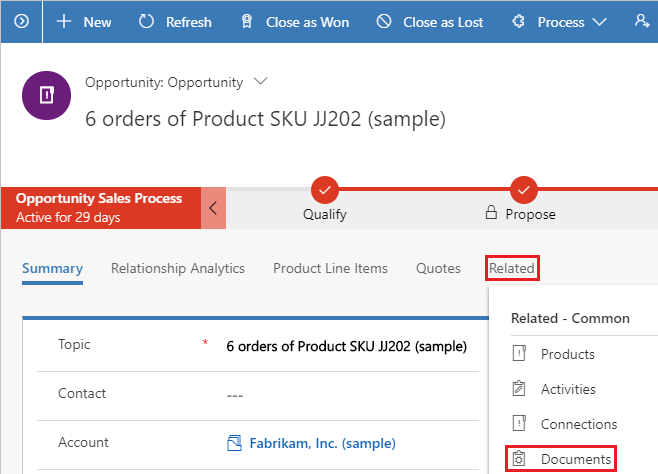 New Refresh Close as Won Close as Lost Process
Opportunity: Opportunity
6 orders of Product SKU JJ202 (sample)
Opportunity Sales Process
Active for 29 days
Qualify Propose
Summary Relationship Analytics Product Line Items Quotes Related
Related - Common
Topic * 6 orders of Product SKU JJ202 (sample)
Products
Contact ---
Activities
Connections
Account Fabrikam, Inc. (sample)
Documents